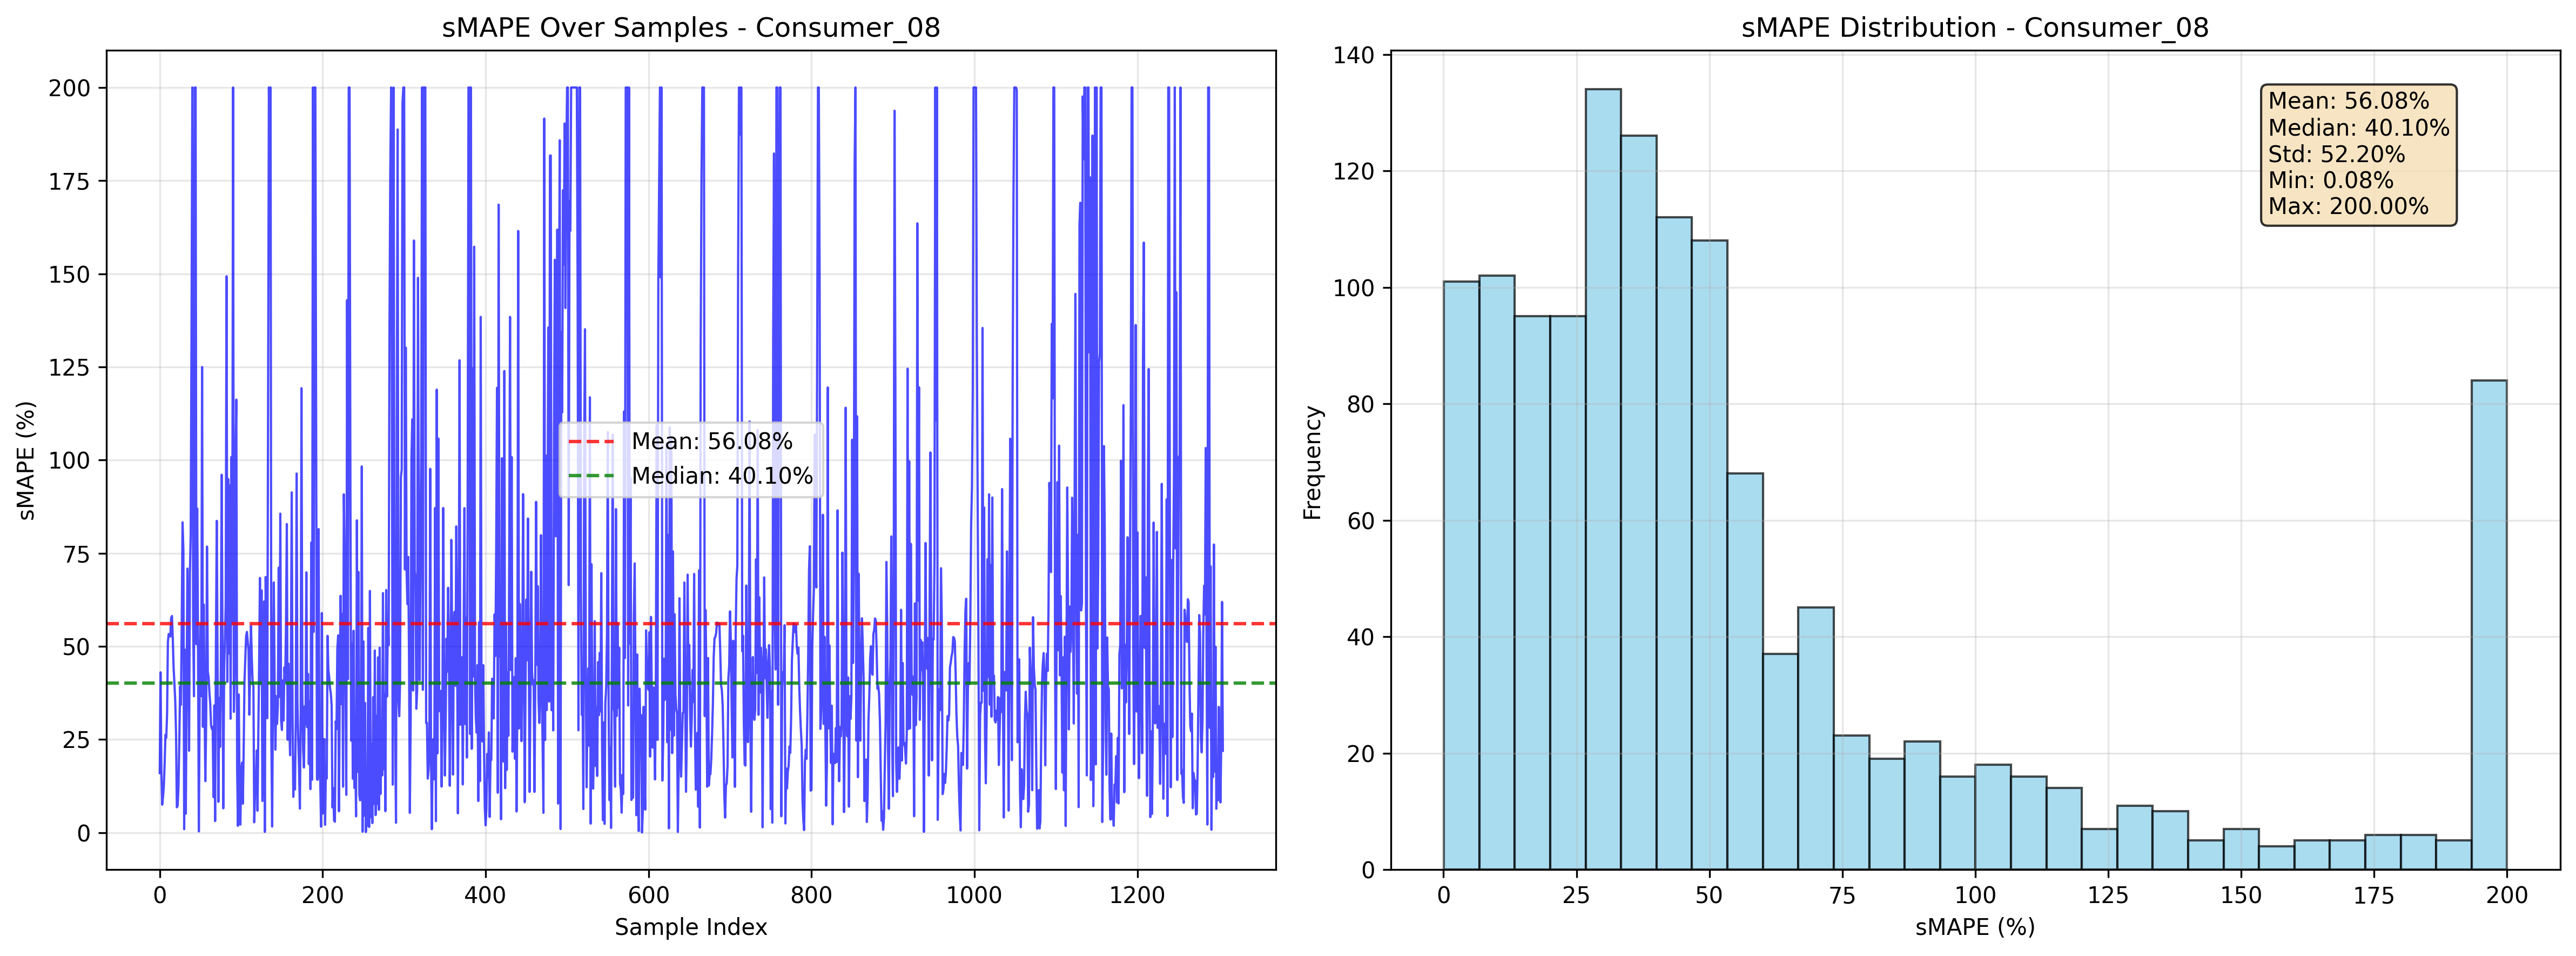 sMAPE Over Samples - Consumer_08
sMAPE (%)
200
175
150
125
100
75
50
25
0
Mean: 56.08%
Median: 40.10%
0
200
400
600
800
1000
1200
Sample Index
sMAPE Distribution - Consumer_08
Frequency
140
120
100
80
60
40
20
0
Mean: 56.08%
Median: 40.10%
Std: 52.20%
Min: 0.08%
Max: 200.00%
0
25
50
75
100
125
150
175
200
sMAPE (%)